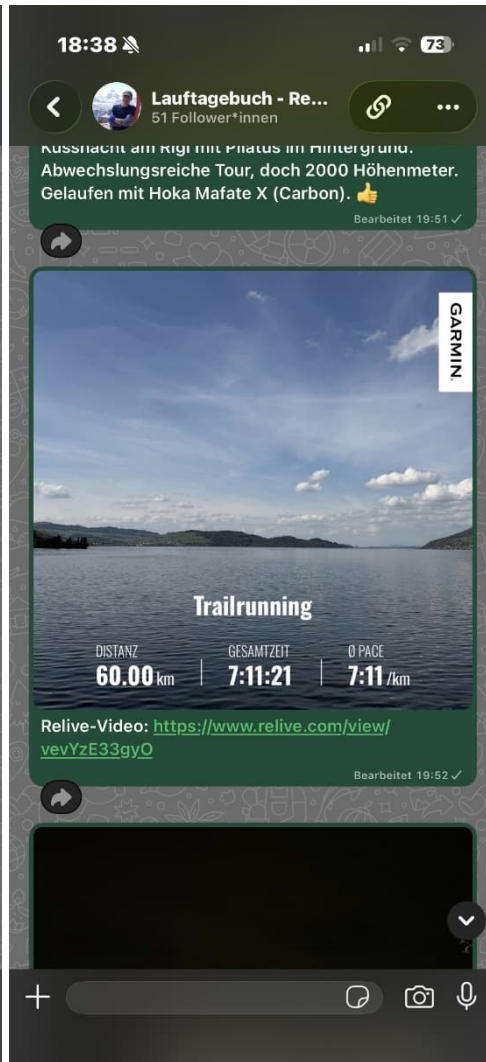 18:38
73
Lauftagebuch - Re...
51 Follower*innen
Küssnacht am Rigi mit Pilatus im Hintergrund.
Abwechslungsreiche Tour, doch 2000 Höhenmeter.
Gelaufen mit Hoka Mafate X (Carbon). 👍
Bearbeitet 19:51 ✓
GARMIN.
Trailrunning
DISTANZ GESAMTZEIT Ø PACE
60.00 km 7:11:21 7:11 /km
Relive-Video: https://www.relive.com/view/
vevYzE33gyO
Bearbeitet 19:52 ✓